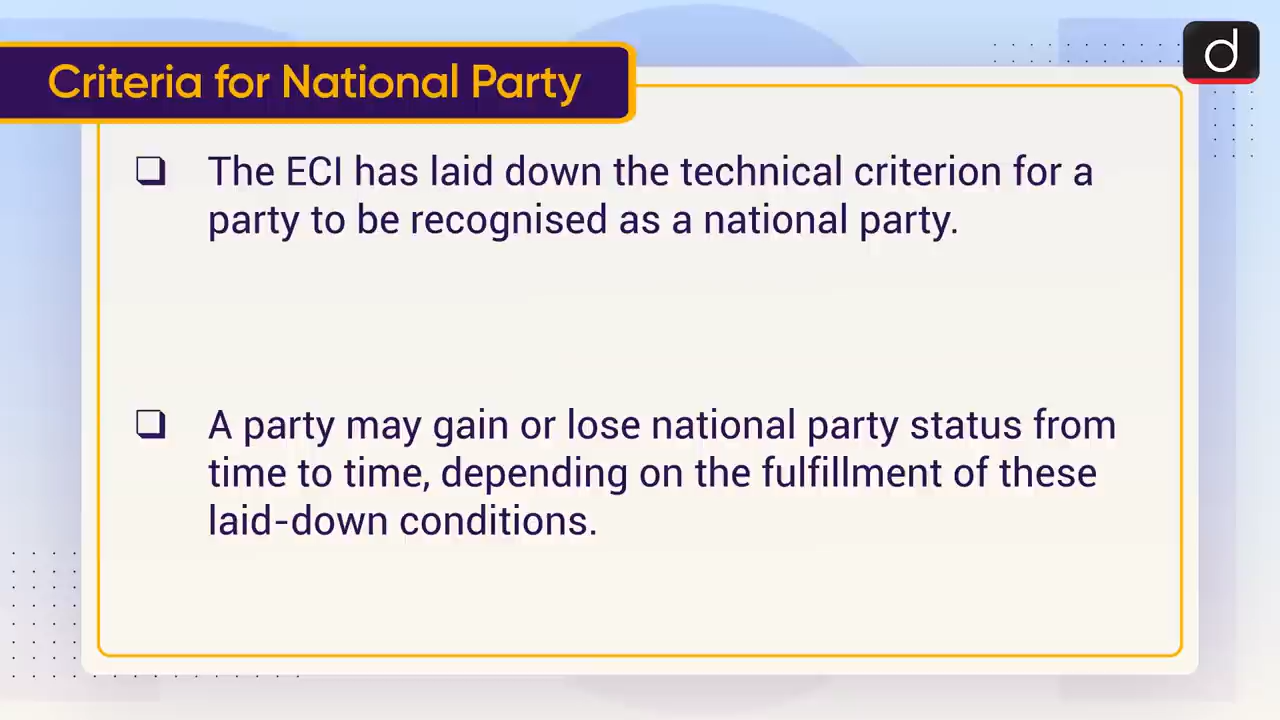 Criteria for National Party
d
❑ The ECI has laid down the technical criterion for a
party to be recognised as a national party.
❑ A party may gain or lose national party status from
time to time, depending on the fulfillment of these
laid-down conditions.